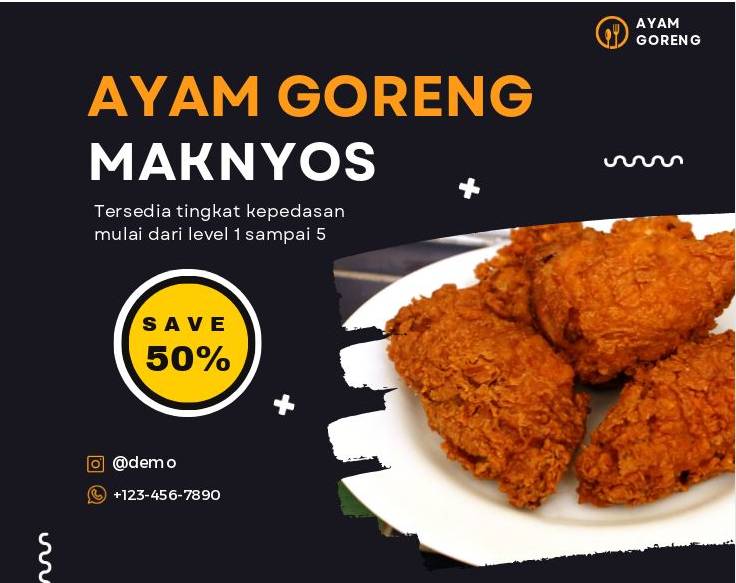 AYAM
GORENG
AYAM GORENG
MAKNYOS
Tersedia tingkat kepedasan
mulai dari level 1 sampai 5
SAVE
50%
@demo
+123-456-7890